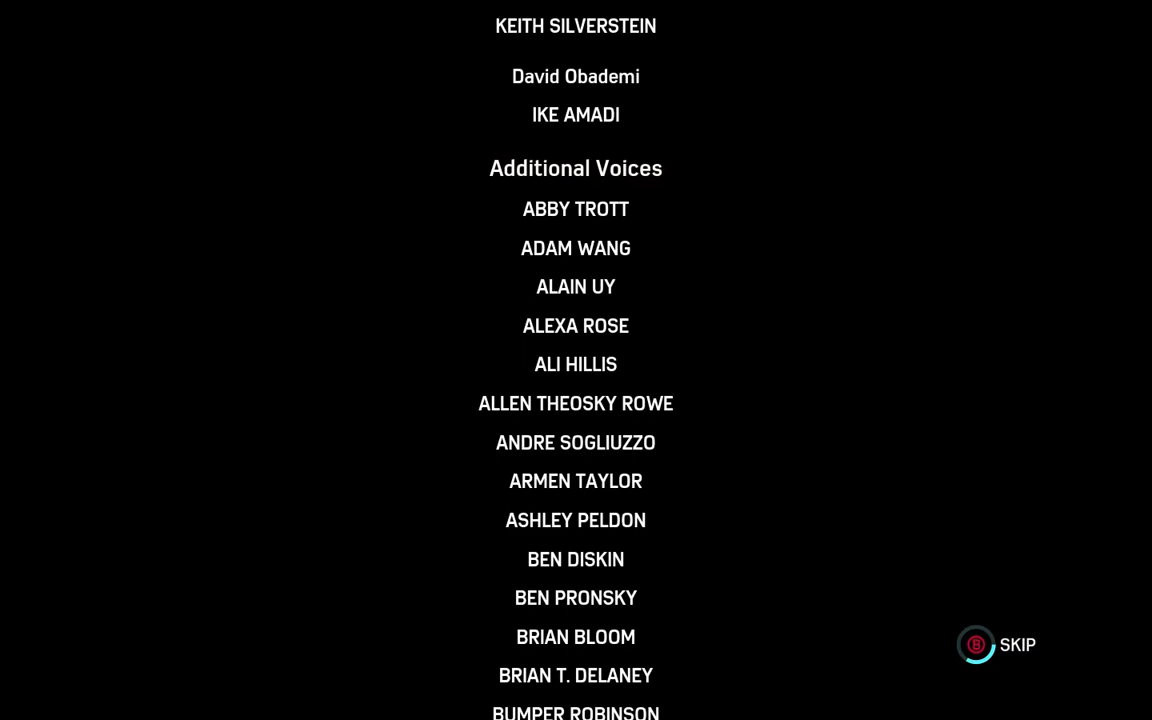 KEITH SILVERSTEIN
David Obademi
IKE AMADI
Additional Voices
ABBY TROTT
ADAM WANG
ALAIN UY
ALEXA ROSE
ALI HILLIS
ALLEN THEOSKY ROWE
ANDRE SOGLIUZZO
ARMEN TAYLOR
ASHLEY PELDON
BEN DISKIN
BEN PRONSKY
BRIAN BLOOM
B SKIP
BRIAN T. DELANEY
BUMPER ROBINSON